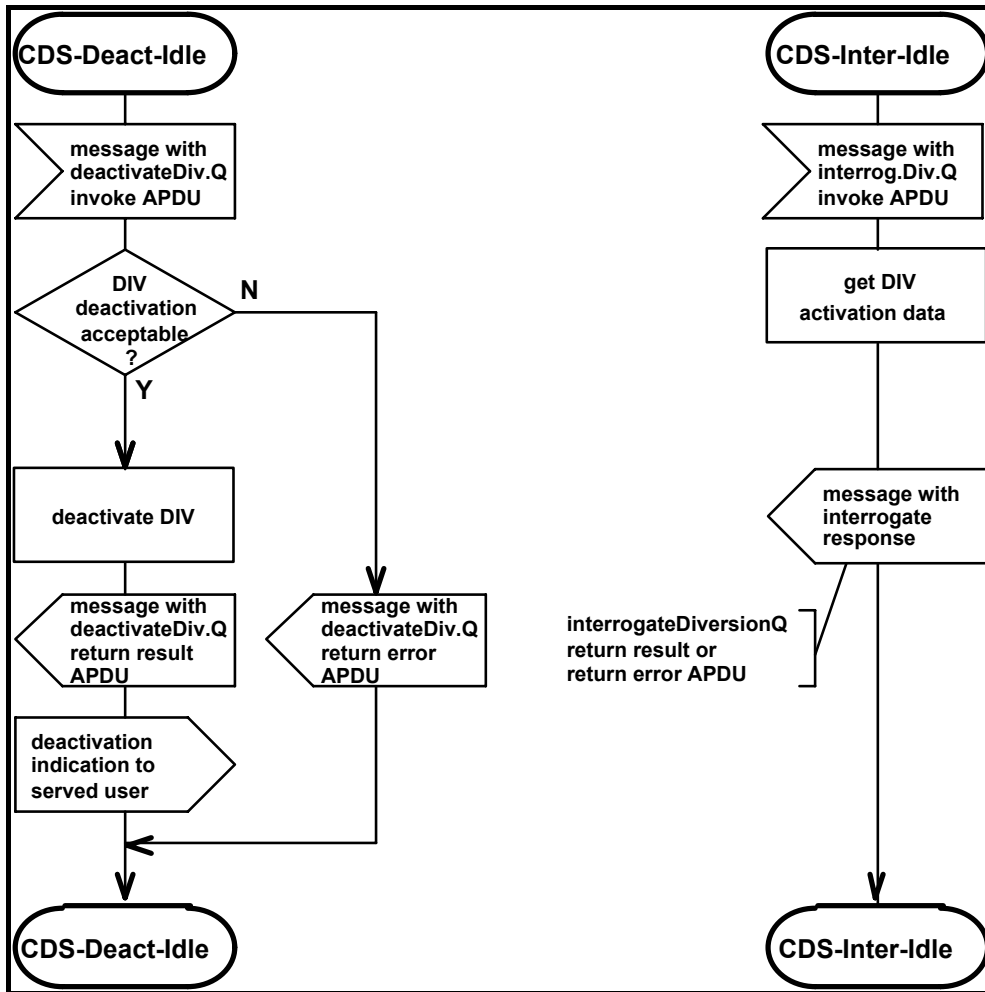 CDS-Deact-Idle
message with
deactivateDiv.Q
invoke APDU
DIV
deactivation
acceptable
?
N
Y
deactivate DIV
message with
deactivateDiv.Q
return result
APDU
message with
deactivateDiv.Q
return error
APDU
deactivation
indication to
served user
CDS-Deact-Idle
CDS-Inter-Idle
message with
interrog.Div.Q
invoke APDU
get DIV
activation data
message with
interrogate
response
interrogateDiversionQ
return result or
return error APDU
CDS-Inter-Idle